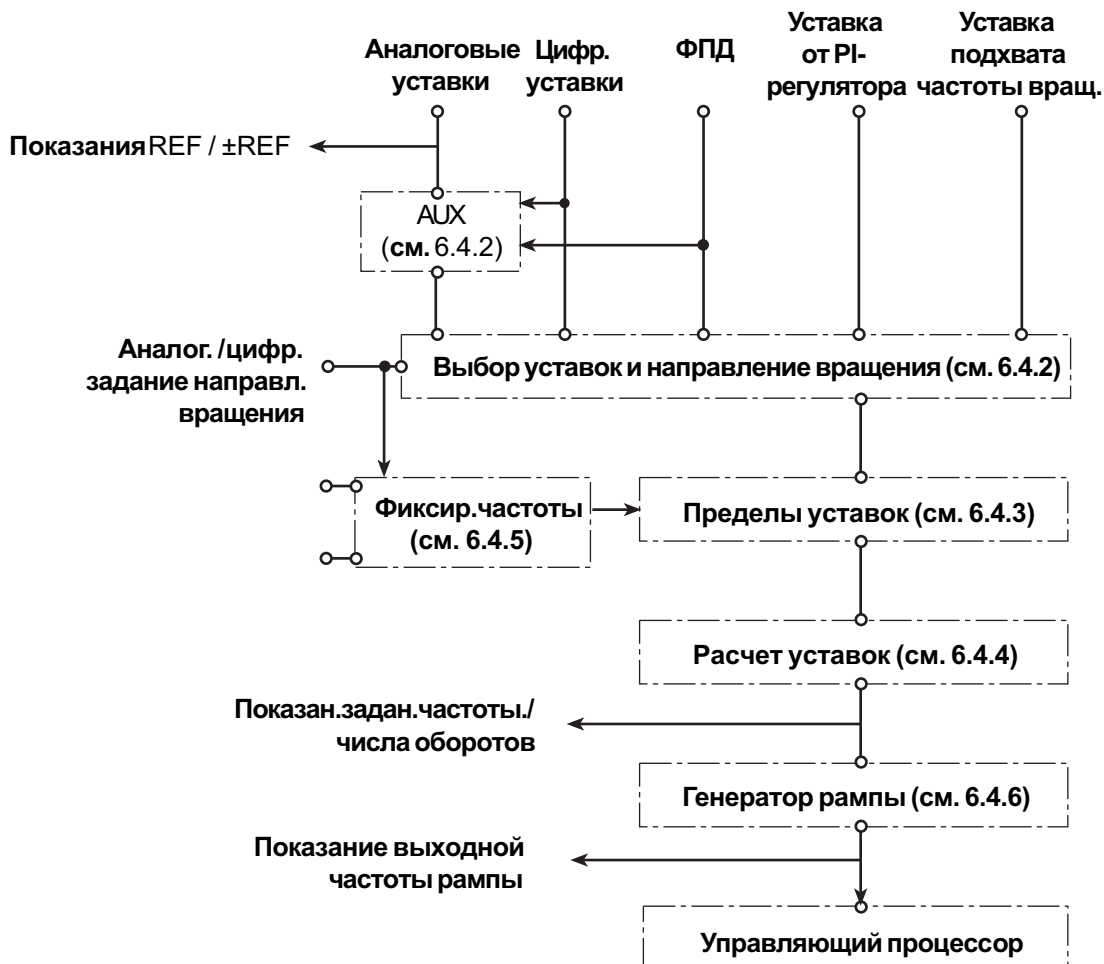 Аналоговые
уставки
Цифр.
уставки
ФПД
Уставка
от PI-
регулятора
Уставка
подхвата
частоты вращ.
Показания REF / ±REF
AUX
(см. 6.4.2)
Аналог. /цифр.
задание направл.
вращения
Выбор уставок и направление вращения (см. 6.4.2)
Фиксир.частоты
(см. 6.4.5)
Пределы уставок (см. 6.4.3)
Расчет уставок (см. 6.4.4)
Показан.задан.частоты./
числа оборотов
Генератор рампы (см. 6.4.6)
Показание выходной
частоты рампы
Управляющий процессор